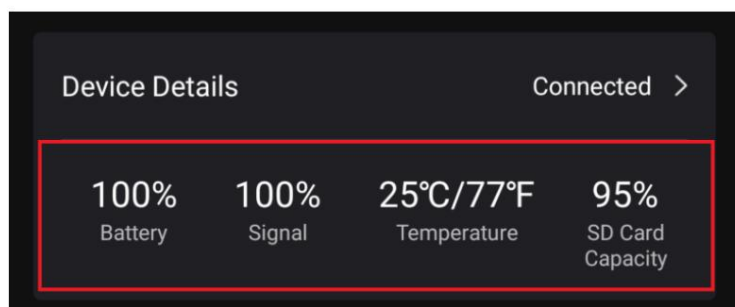 Device Details Connected >
100% 100% 25℃/77℉ 95%
Battery Signal Temperature SD Card
Capacity